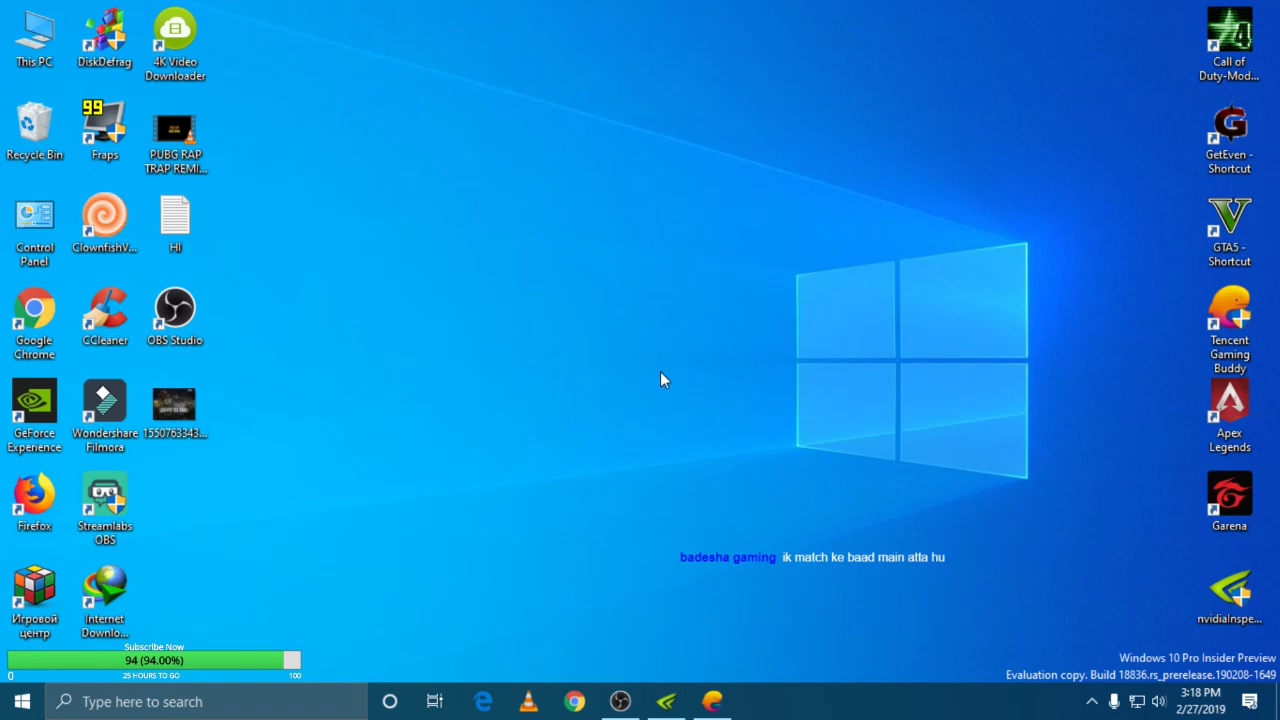 This PC
DiskDefrag
4K Video
Downloader
99
Recycle Bin
Fraps
PUBG RAP
TRAP REMI...
Control
Panel
ClownfishV...
HI
Google
Chrome
CCleaner
OBS Studio
GeForce
Experience
Wondershare
Filmora
1550763343...
Firefox
Streamlabs
OBS
Игровой
центр
Internet
Downlo...
4
Call of
Duty-Mod...
GetEven -
Shortcut
GTA5 -
Shortcut
Tencent
Gaming
Buddy
Apex
Legends
Garena
nvidiaInspe...
badesha gaming ik match ke baad main atta hu
Subscribe Now
94 (94.00%)
0 25 HOURS TO GO 100
Windows 10 Pro Insider Preview
Evaluation copy. Build 18836.rs_prerelease.190208-1649
Type here to search
3:18 PM
2/27/2019